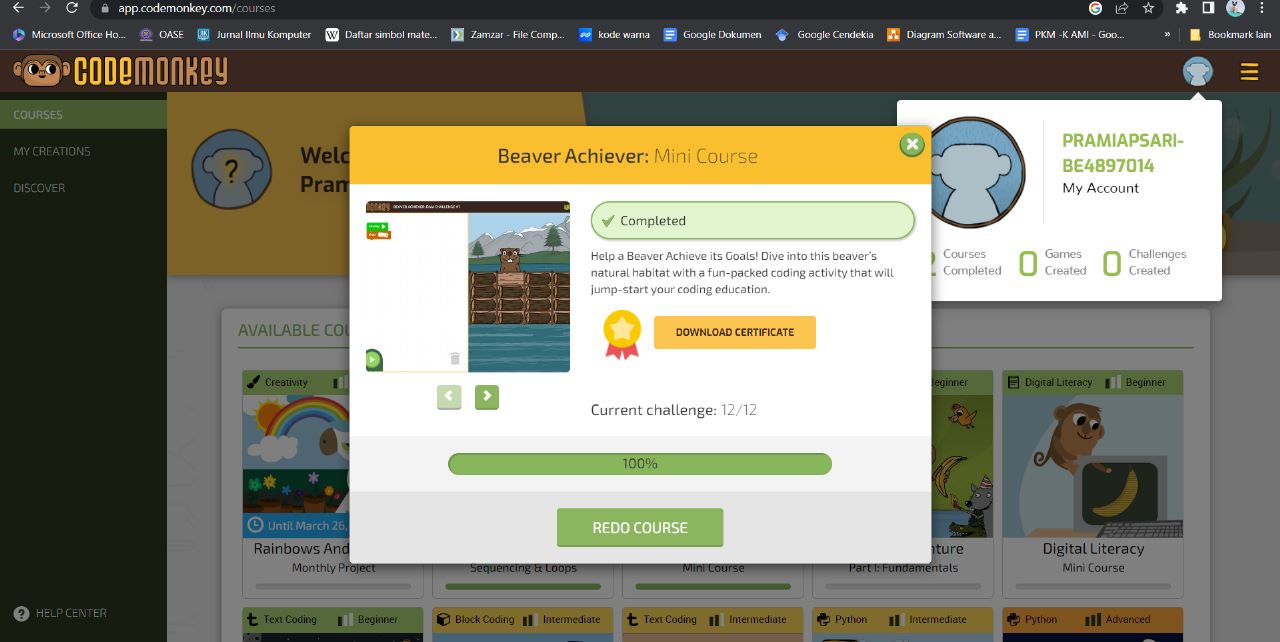 app.codemonkey.com/courses
Microsoft Office Ho...
OASE
Jurnal Ilmu Komputer
Daftar simbol mate...
Zamzar - File Comp...
kode warna
Google Dokumen
Google Cendekia
Diagram Software a...
PKM -K AMI - Goo...
»
Bookmark lain
CODEMONKEY
COURSES
MY CREATIONS
DISCOVER
HELP CENTER
?
Welc
Pram
PRAMIAPSARI-
BE4897014
My Account
Courses
Completed
0 Games
Created
0 Challenges
Created
Beaver Achiever: Mini Course
Completed
Help a Beaver Achieve its Goals! Dive into this beaver's
natural habitat with a fun-packed coding activity that will
jump-start your coding education.
DOWNLOAD CERTIFICATE
Current challenge: 12/12
100%
REDO COURSE
AVAILABLE COU
Creativity
Beginner
Digital Literacy Beginner
Until March 26,
Rainbows And
Monthly Project
Sequencing & Loops
Mini Course
nture
Part I: Fundamentals
Digital Literacy
Mini Course
Text Coding Beginner
Block Coding Intermediate
Text Coding Intermediate
Python Intermediate
Python Advanced